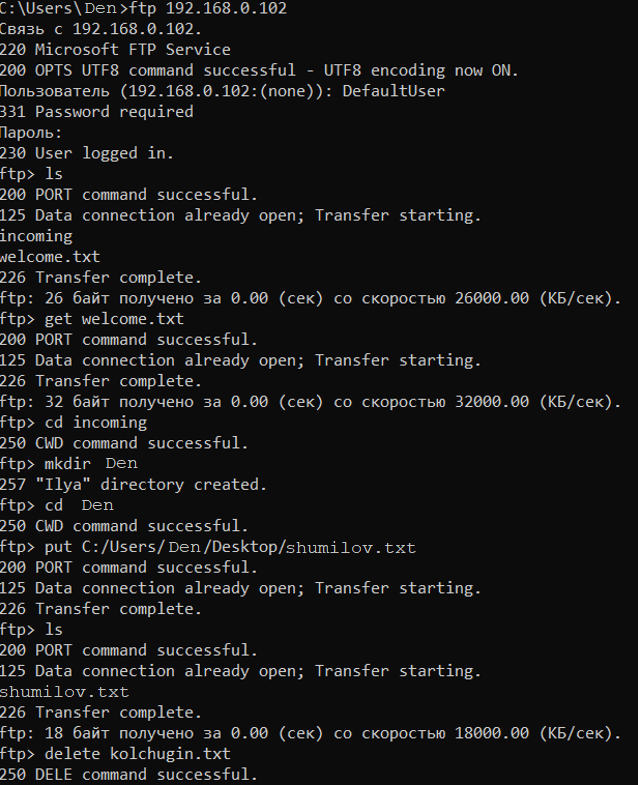 C:\Users\Den>ftp 192.168.0.102
Связь с 192.168.0.102.
220 Microsoft FTP Service
200 OPTS UTF8 command successful - UTF8 encoding now ON.
Пользователь (192.168.0.102:(none)): DefaultUser
331 Password required
Пароль:
230 User logged in.
ftp> ls
200 PORT command successful.
125 Data connection already open; Transfer starting.
incoming
welcome.txt
226 Transfer complete.
ftp: 26 байт получено за 0.00 (сек) со скоростью 26000.00 (КБ/сек).
ftp> get welcome.txt
200 PORT command successful.
125 Data connection already open; Transfer starting.
226 Transfer complete.
ftp: 32 байт получено за 0.00 (сек) со скоростью 32000.00 (КБ/сек).
ftp> cd incoming
250 CWD command successful.
ftp> mkdir Den
257 "Ilya" directory created.
ftp> cd Den
250 CWD command successful.
ftp> put C:/Users/Den/Desktop/shumilov.txt
200 PORT command successful.
125 Data connection already open; Transfer starting.
226 Transfer complete.
ftp> ls
200 PORT command successful.
125 Data connection already open; Transfer starting.
shumilov.txt
226 Transfer complete.
ftp: 18 байт получено за 0.00 (сек) со скоростью 18000.00 (КБ/сек).
ftp> delete kolchugin.txt
250 DELE command successful.